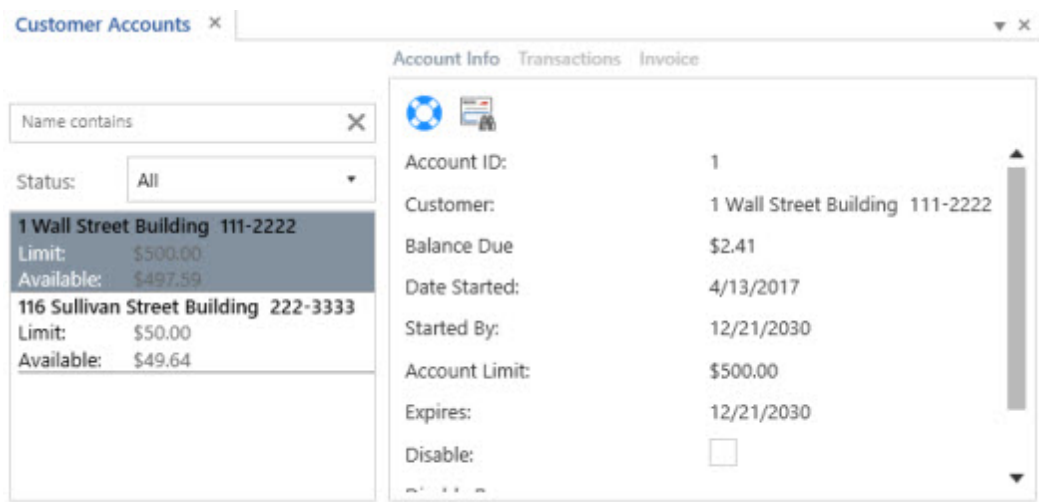 Customer Accounts
Account Info Transactions Invoice
Name contains
Status: All
1 Wall Street Building 111-2222
Limit: $500.00
Available: $497.59
116 Sullivan Street Building 222-3333
Limit: $50.00
Available: $49.64
Account ID: 1
Customer: 1 Wall Street Building 111-2222
Balance Due $2.41
Date Started: 4/13/2017
Started By: 12/21/2030
Account Limit: $500.00
Expires: 12/21/2030
Disable: